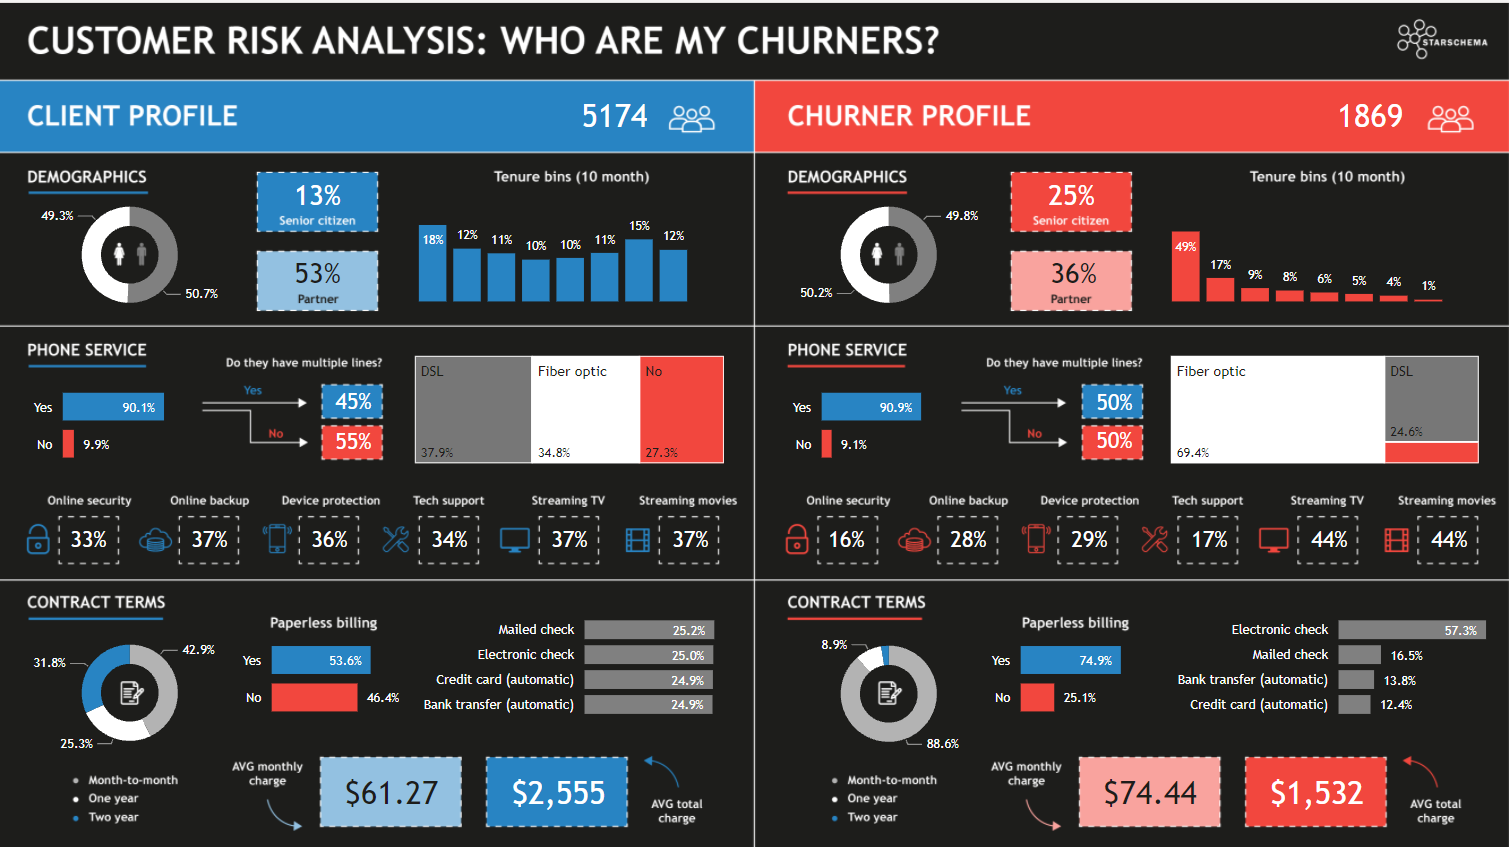 CUSTOMER RISK ANALYSIS: WHO ARE MY CHURNERS?
STARSCHEMA
CLIENT PROFILE
5174
DEMOGRAPHICS
49.3%
50.7%
13%
Senior citizen
53%
Partner
Tenure bins (10 month)
18% 12% 11% 10% 10% 11% 15% 12%
PHONE SERVICE
Yes 90.1%
No 9.9%
Do they have multiple lines?
Yes 45%
No 55%
DSL Fiber optic No
37.9% 34.8% 27.3%
Online security Online backup Device protection Tech support Streaming TV Streaming movies
33% 37% 36% 34% 37% 37%
CONTRACT TERMS
42.9%
31.8%
25.3%
Month-to-month
One year
Two year
Paperless billing
Yes 53.6%
No 46.4%
Mailed check 25.2%
Electronic check 25.0%
Credit card (automatic) 24.9%
Bank transfer (automatic) 24.9%
AVG monthly
charge
$61.27
$2,555
AVG total
charge
CHURNER PROFILE
1869
DEMOGRAPHICS
49.8%
50.2%
25%
Senior citizen
36%
Partner
Tenure bins (10 month)
49% 17% 9% 8% 6% 5% 4% 1%
PHONE SERVICE
Yes 90.9%
No 9.1%
Do they have multiple lines?
Yes 50%
No 50%
Fiber optic DSL
24.6%
69.4%
Online security Online backup Device protection Tech support Streaming TV Streaming movies
16% 28% 29% 17% 44% 44%
CONTRACT TERMS
8.9%
88.6%
Month-to-month
One year
Two year
Paperless billing
Yes 74.9%
No 25.1%
Electronic check 57.3%
Mailed check 16.5%
Bank transfer (automatic) 13.8%
Credit card (automatic) 12.4%
AVG monthly
charge
$74.44
$1,532
AVG total
charge